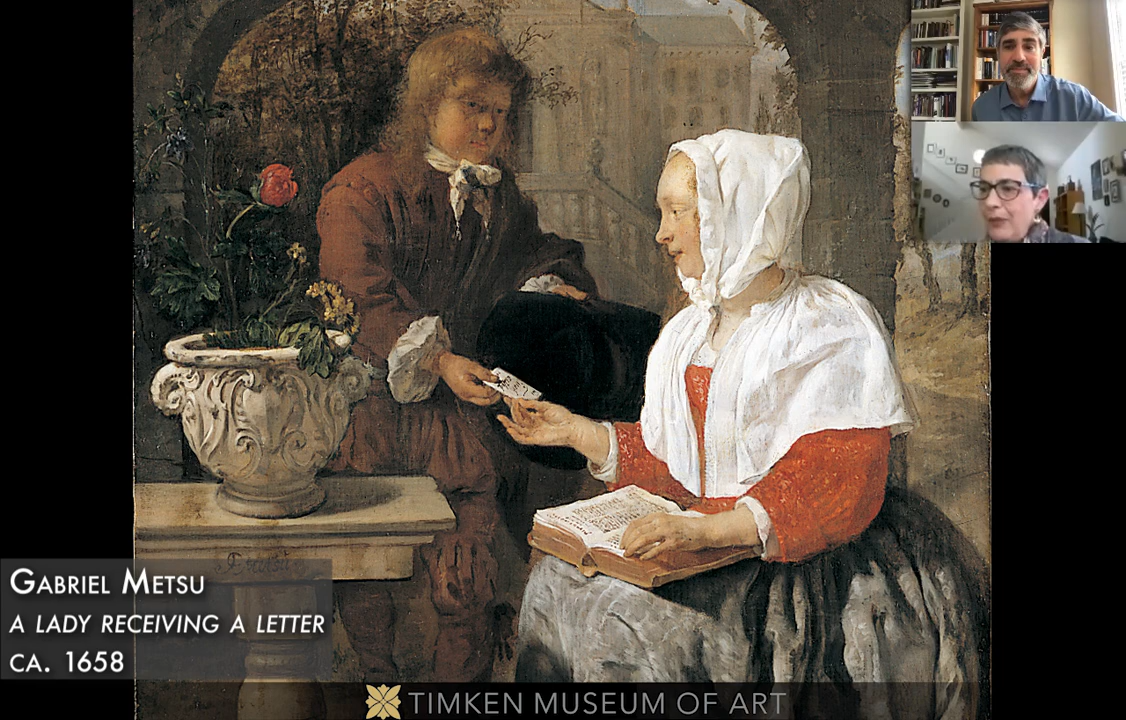 GABRIEL METSU
A LADY RECEIVING A LETTER
CA. 1658
TIMKEN MUSEUM OF ART